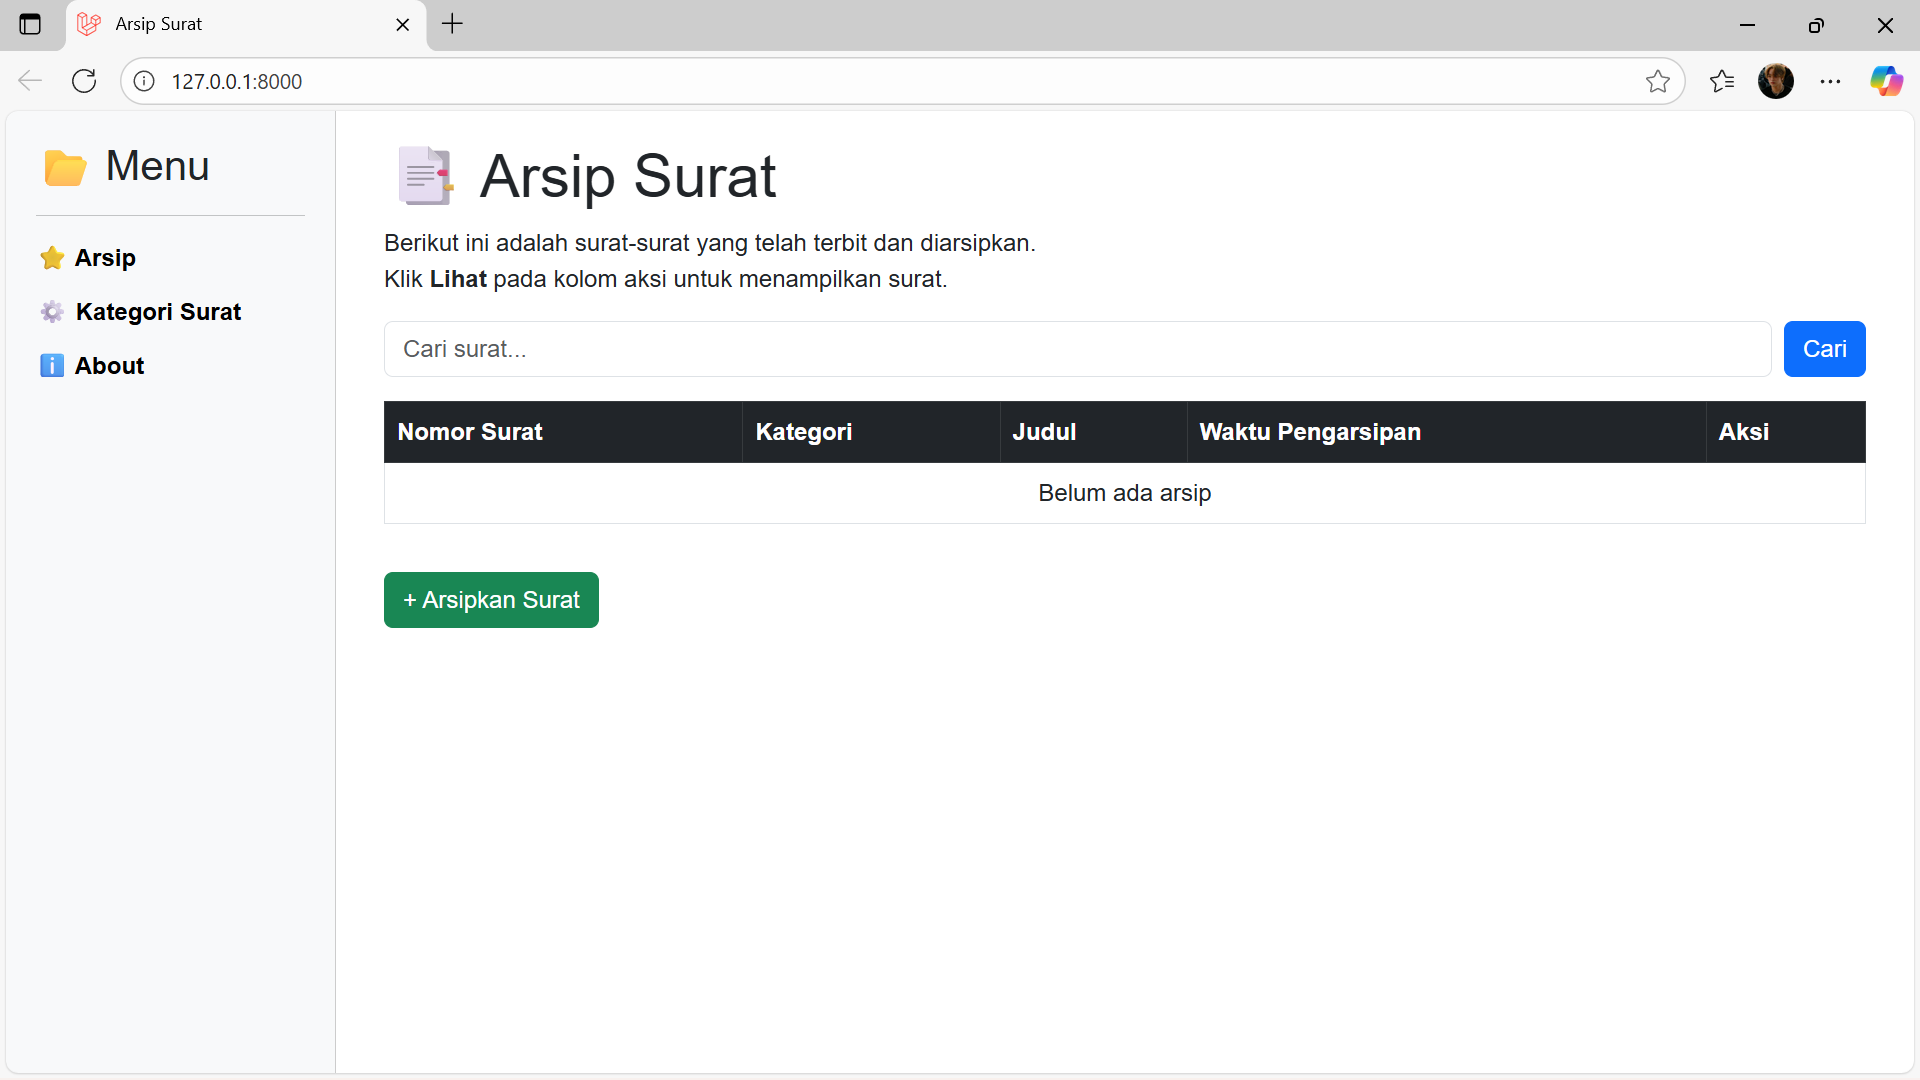 Arsip Surat
127.0.0.1:8000
Menu
Arsip
Kategori Surat
About
Arsip Surat
Berikut ini adalah surat-surat yang telah terbit dan diarsipkan.
Klik Lihat pada kolom aksi untuk menampilkan surat.
Cari surat...
Cari
Nomor Surat Kategori Judul Waktu Pengarsipan Aksi
Belum ada arsip
+ Arsipkan Surat